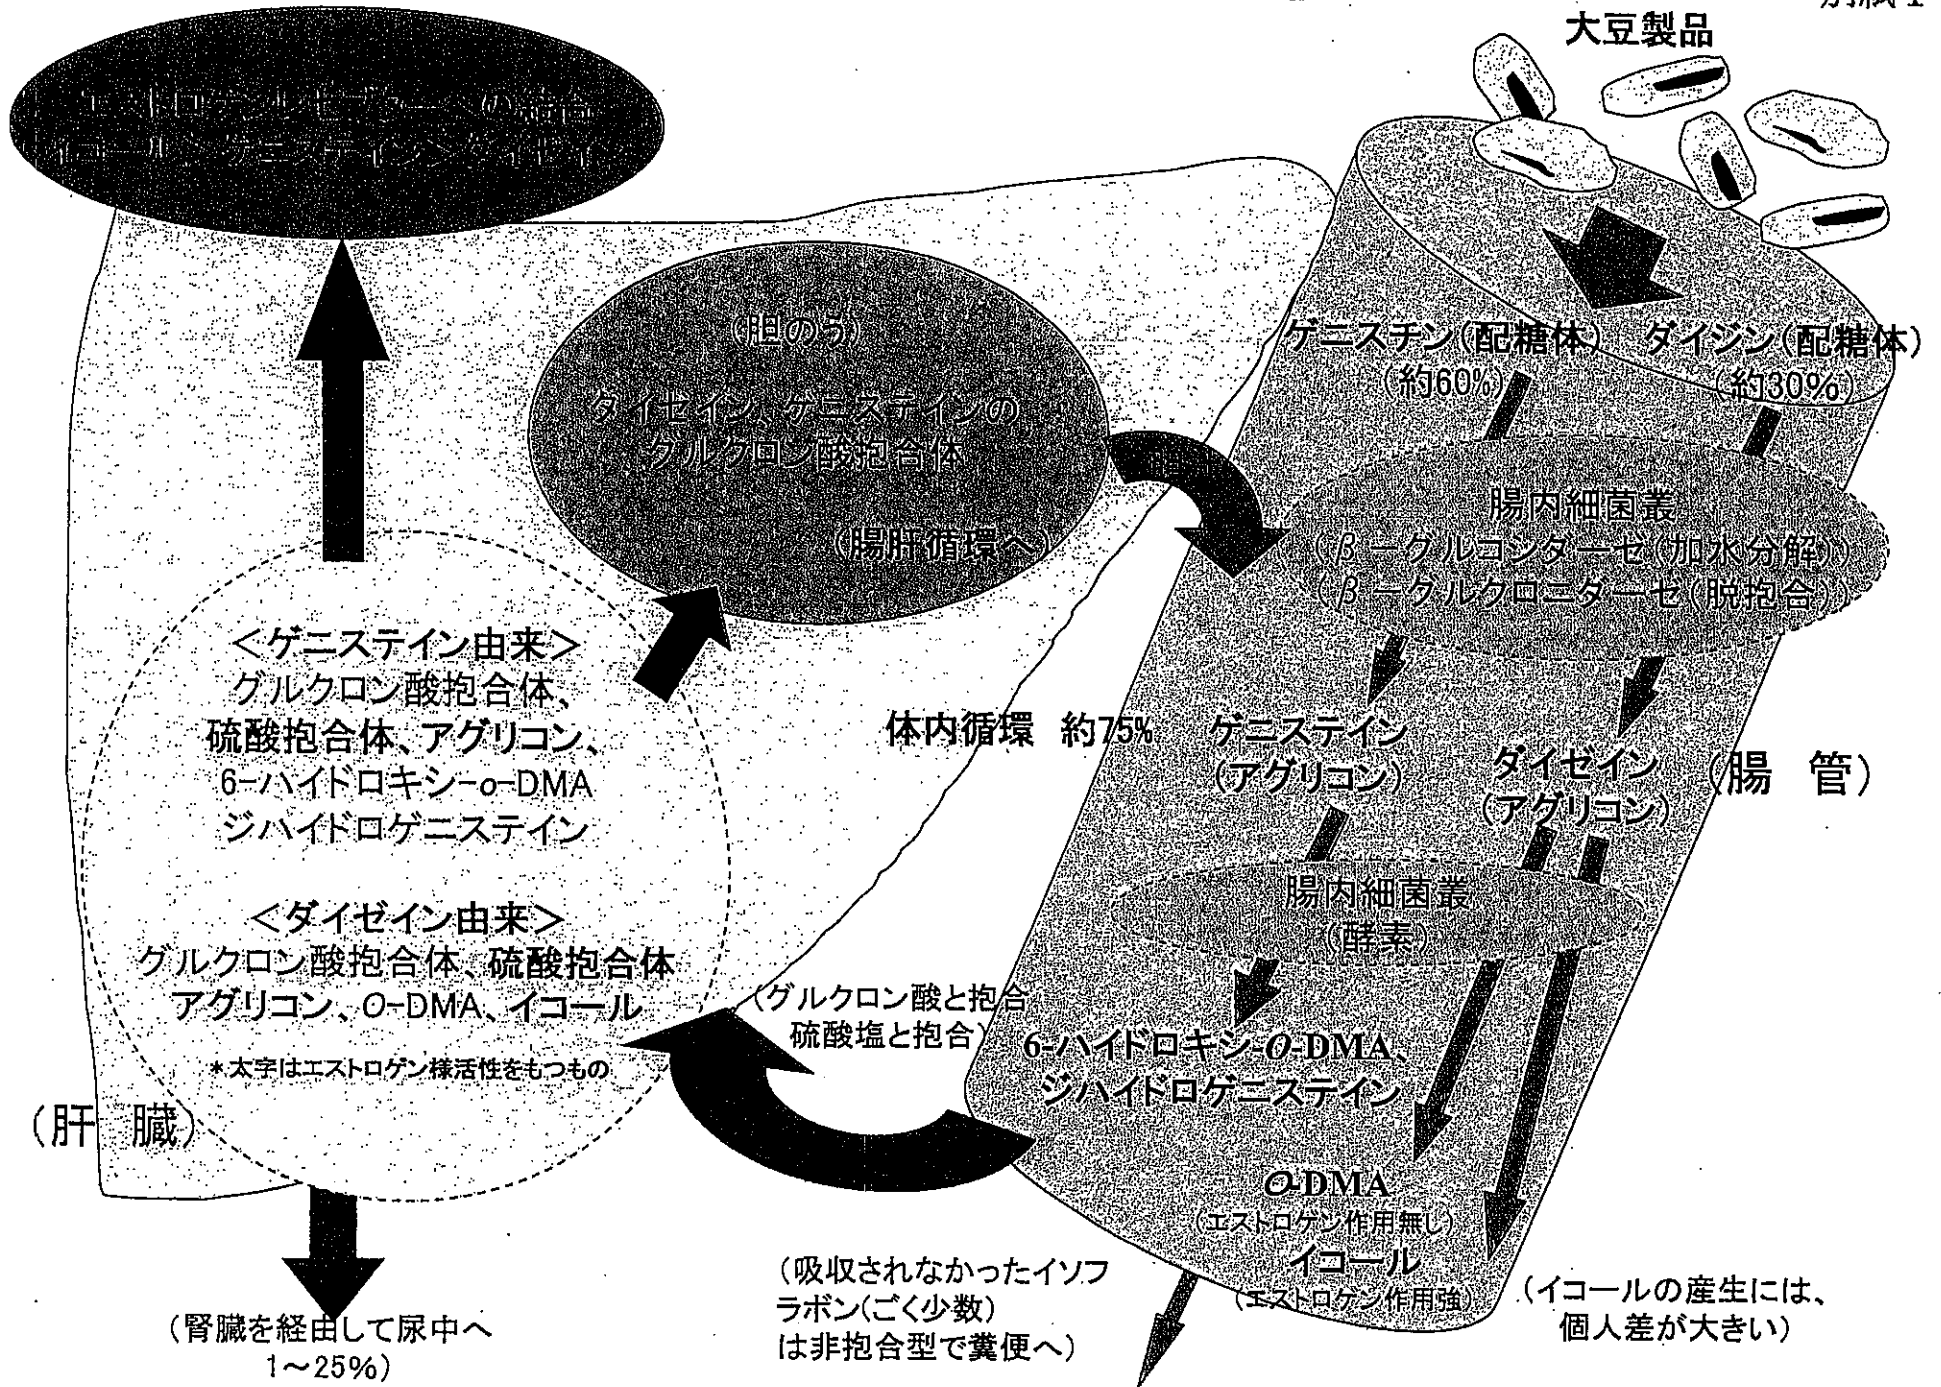 別紙1
大豆製品
エストロゲンレセプターへの結合
イコール>ゲニステイン>ダイゼイン
(胆のう)
ダイゼイン、ゲニステインの
グルクロン酸抱合体
(腸肝循環へ)
ゲニスチン(配糖体)
(約60%)
ダイジン(配糖体)
(約30%)
腸内細菌叢
(β-グルコンダーゼ(加水分解))
(β-グルクロニターゼ(脱抱合))
<ゲニステイン由来>
グルクロン酸抱合体、
硫酸抱合体、アグリコン、
6-ハイドロキシ-o-DMA
ジハイドロゲニステイン
体内循環 約75%
ゲニステイン
(アグリコン)
ダイゼイン
(アグリコン)
(腸 管)
腸内細菌叢
(酵素)
<ダイゼイン由来>
グルクロン酸抱合体、硫酸抱合体
アグリコン、O-DMA、イコール
*太字はエストロゲン様活性をもつもの
(肝 臓)
(グルクロン酸と抱合
硫酸塩と抱合)
6-ハイドロキシ-O-DMA、
ジハイドロゲニステイン
O-DMA
(エストロゲン作用無し)
イコール
(エストロゲン作用強)
(イコールの産生には、
個人差が大きい)
(吸収されなかったイソフ
ラボン(ごく少数)
は非抱合型で糞便へ)
(腎臓を経由して尿中へ
1~25%)